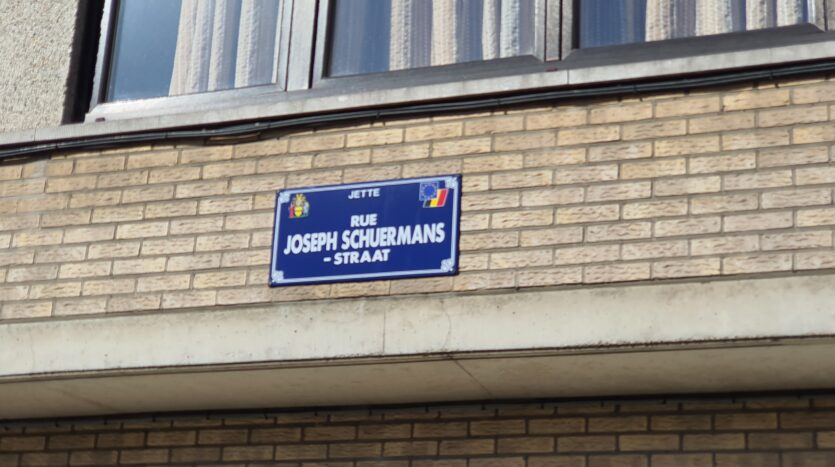 JETTE
RUE
JOSEPH SCHUERMANS
- STRAAT